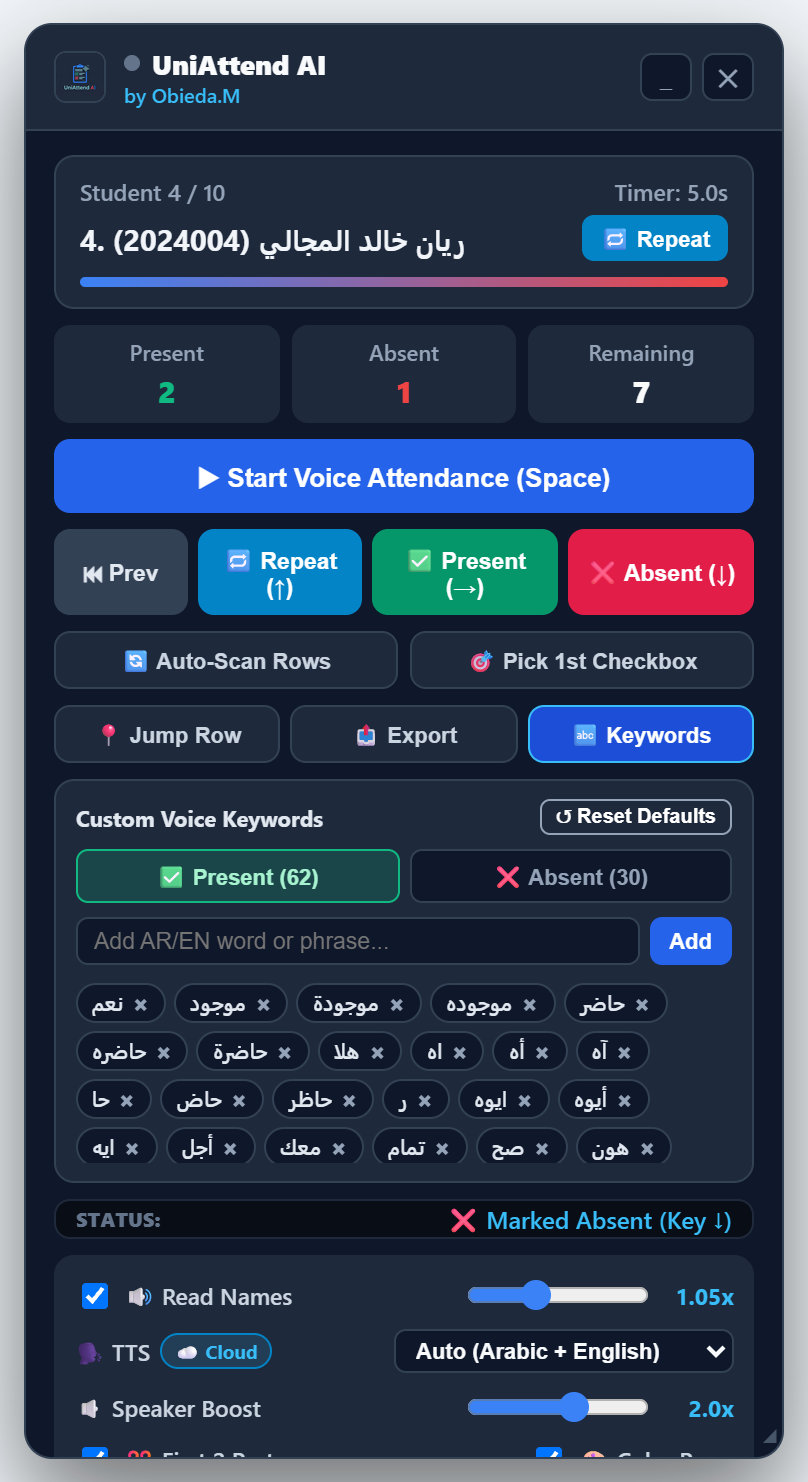 UniAttend AI
UniAttend AI
by Obieda.M
_ ×
Student 4 / 10
Timer: 5.0s
4. (2024004) ريان خالد المجالي
🔁 Repeat
Present
2
Absent
1
Remaining
7
▶ Start Voice Attendance (Space)
⏮ Prev
🔁 Repeat
(↑)
✅ Present
(→)
❌ Absent (↓)
🔄 Auto-Scan Rows
🎯 Pick 1st Checkbox
📍 Jump Row
📤 Export
🔤 Keywords
Custom Voice Keywords
↺ Reset Defaults
✅ Present (62)
❌ Absent (30)
Add AR/EN word or phrase...
Add
نعم × موجود × موجودة × موجوده × حاضر ×
حاضره × حاضرة × هلا × اه × أه × آه ×
حا × حاض × حاظر × ر × ايوه × أيوه ×
ايه × أجل × معك × تمام × صح × هون ×
STATUS:
❌ Marked Absent (Key ↓)
🔊 Read Names
1.05x
TTS
☁ Cloud
Auto (Arabic + English)
Speaker Boost
2.0x